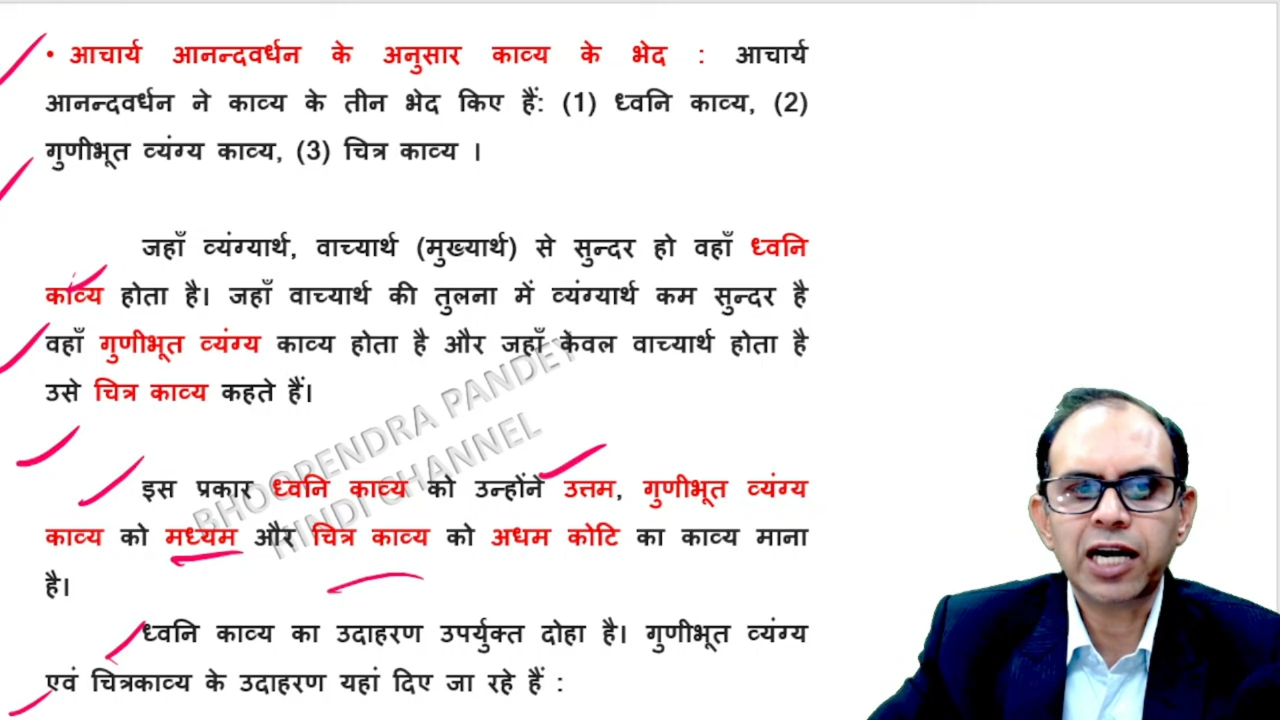 • आचार्य आनन्दवर्धन के अनुसार काव्य के भेद : आचार्य
आनन्दवर्धन ने काव्य के तीन भेद किए हैं: (1) ध्वनि काव्य, (2)
गुणीभूत व्यंग्य काव्य, (3) चित्र काव्य ।
जहाँ व्यंग्यार्थ, वाच्यार्थ (मुख्यार्थ) से सुन्दर हो वहाँ ध्वनि
काव्य होता है। जहाँ वाच्यार्थ की तुलना में व्यंग्यार्थ कम सुन्दर है
वहाँ गुणीभूत व्यंग्य काव्य होता है और जहाँ केवल वाच्यार्थ होता है
उसे चित्र काव्य कहते हैं।
BHOOPENDRA PANDEY
HINDI CHANNEL
इस प्रकार ध्वनि काव्य को उन्होंने उत्तम, गुणीभूत व्यंग्य
काव्य को मध्यम और चित्र काव्य को अधम कोटि का काव्य माना
है।
ध्वनि काव्य का उदाहरण उपर्युक्त दोहा है। गुणीभूत व्यंग्य
एवं चित्रकाव्य के उदाहरण यहां दिए जा रहे हैं :